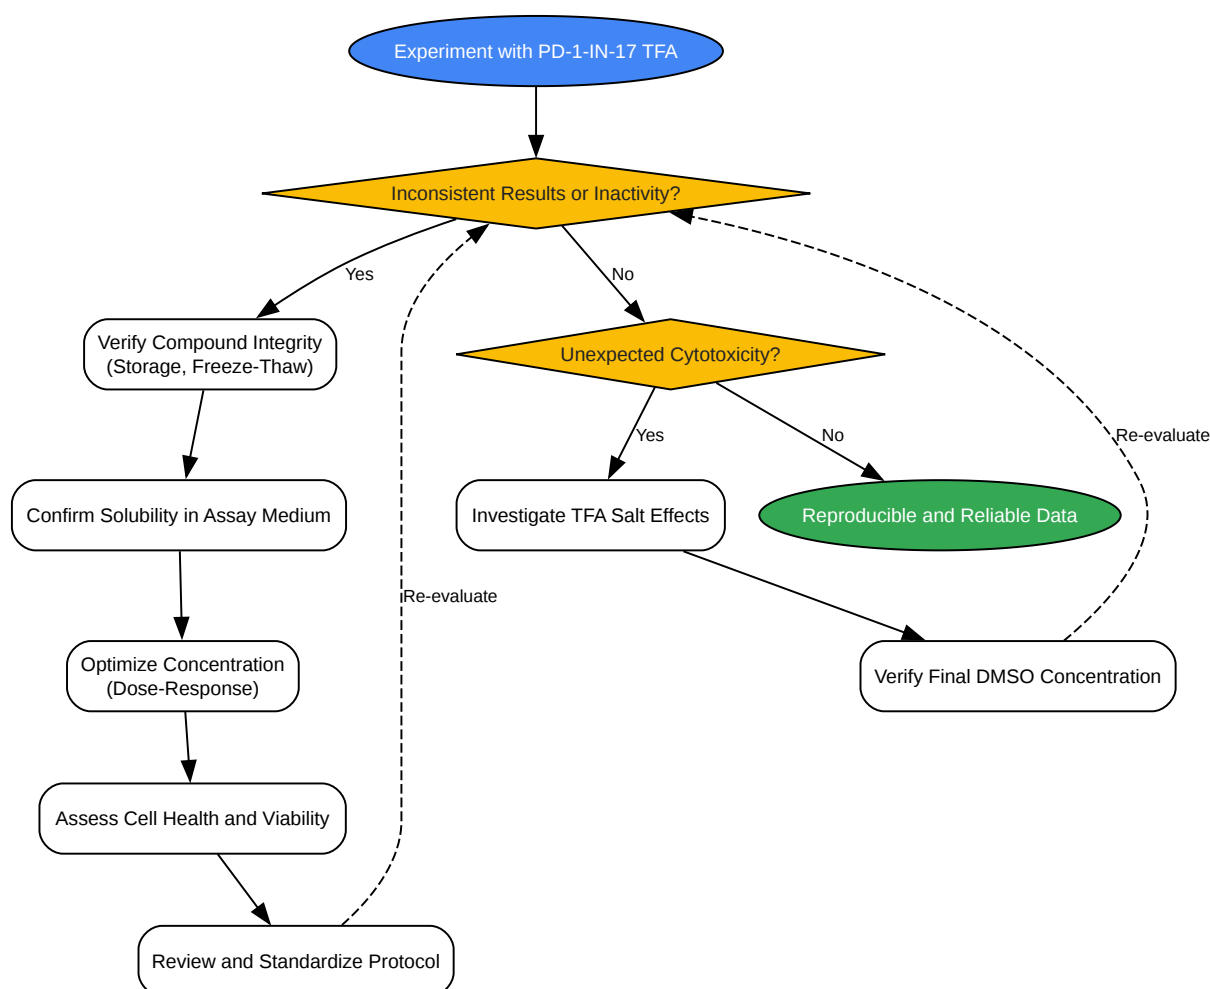 Experiment with PD-1-IN-17 TFA
Inconsistent Results or Inactivity?
Yes
No
Verify Compound Integrity
(Storage, Freeze-Thaw)
Unexpected Cytotoxicity?
Yes
No
Re-evaluate
Confirm Solubility in Assay Medium
Investigate TFA Salt Effects
Reproducible and Reliable Data
Re-evaluate
Optimize Concentration
(Dose-Response)
Verify Final DMSO Concentration
Assess Cell Health and Viability
Review and Standardize Protocol